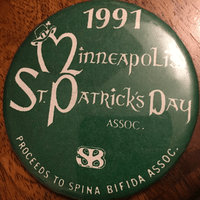 1991
Minneapolis
St. Patrick's Day
ASSOC.
SB
PROCEEDS TO SPINA BIFIDA ASSOC.